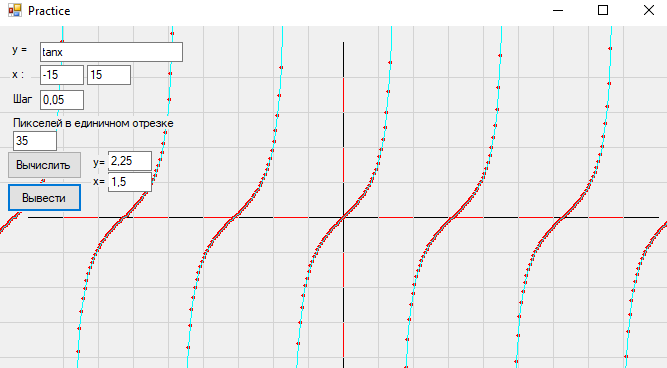 Practice
y =
tanx
x :
-15
15
Шаг
0,05
Пикселей в единичном отрезке
35
Вычислить
y=
2,25
x=
1,5
Вывести